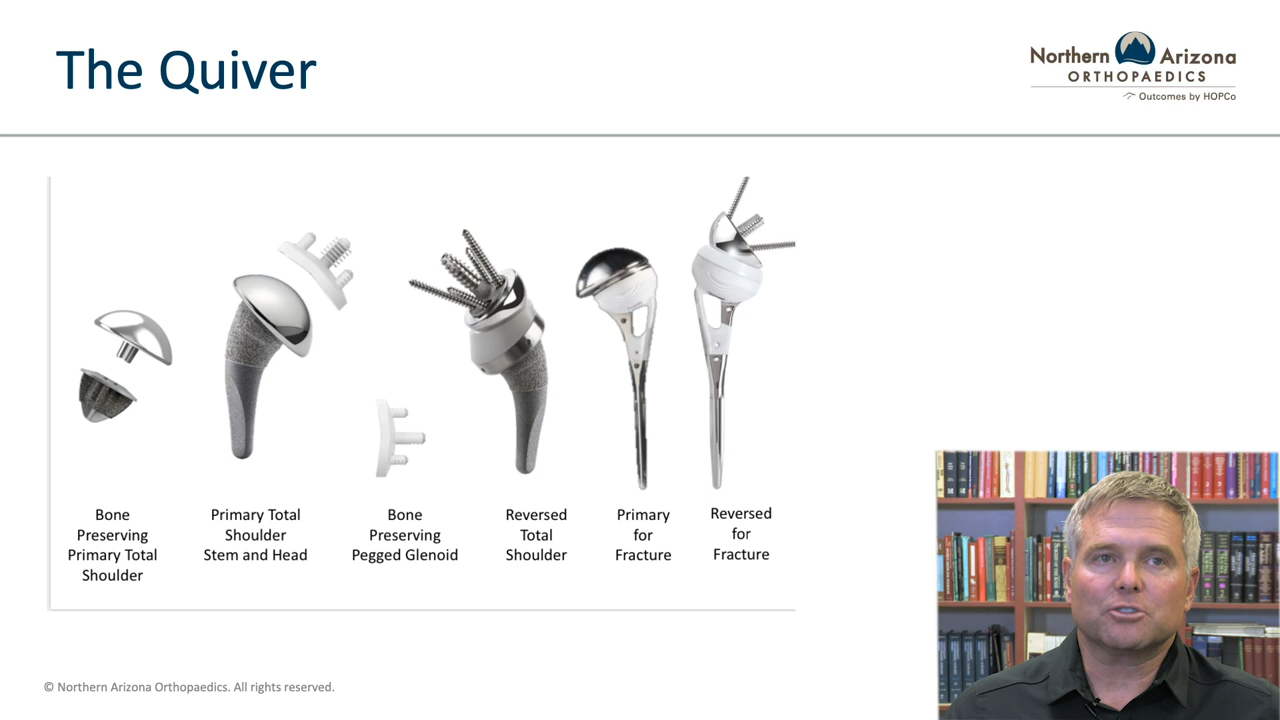 The Quiver
Northern Arizona
ORTHOPAEDICS
Outcomes by HOPCo
Bone
Preserving
Primary Total
Shoulder
Primary Total
Shoulder
Stem and Head
Bone
Preserving
Pegged Glenoid
Reversed
Total
Shoulder
Primary
for
Fracture
Reversed
for
Fracture
© Northern Arizona Orthopaedics. All rights reserved.